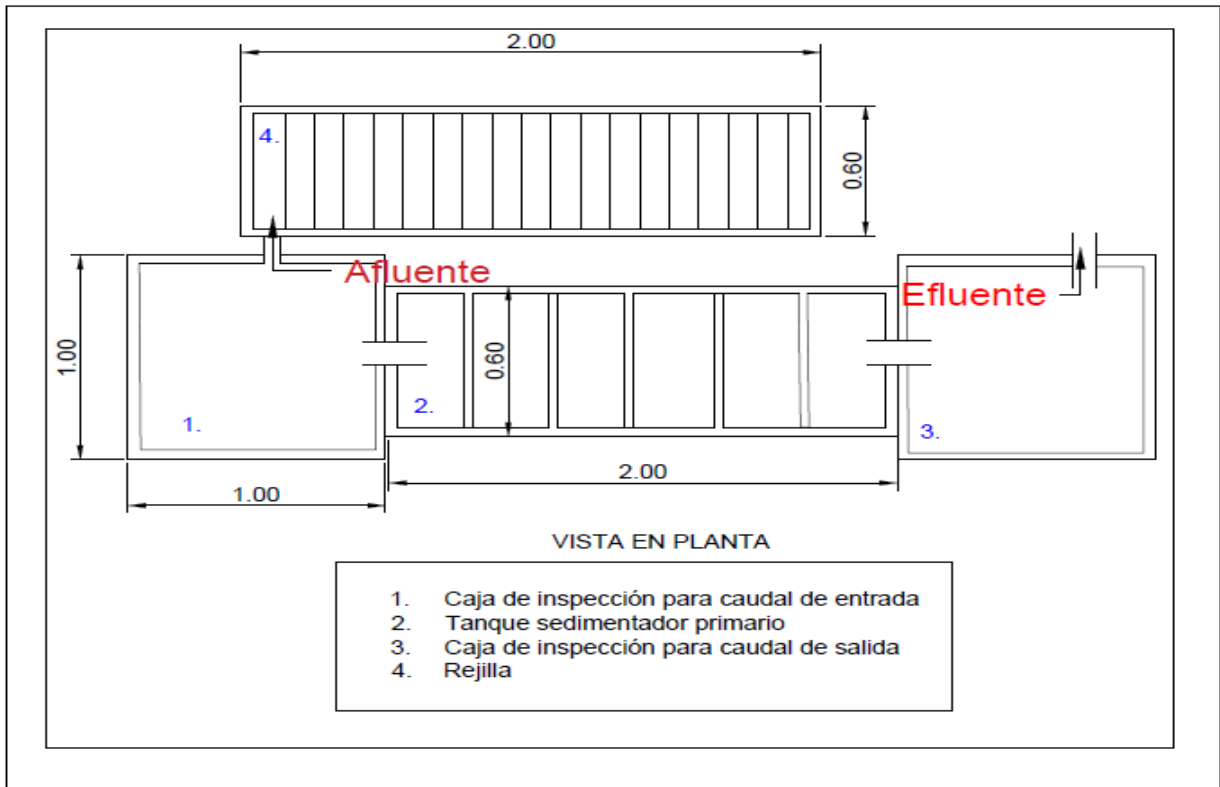 2.00
4.
0.60
Afluente
Efluente
1.00
0.60
2.
1.
3.
2.00
1.00
VISTA EN PLANTA
1. Caja de inspección para caudal de entrada
2. Tanque sedimentador primario
3. Caja de inspección para caudal de salida
4. Rejilla